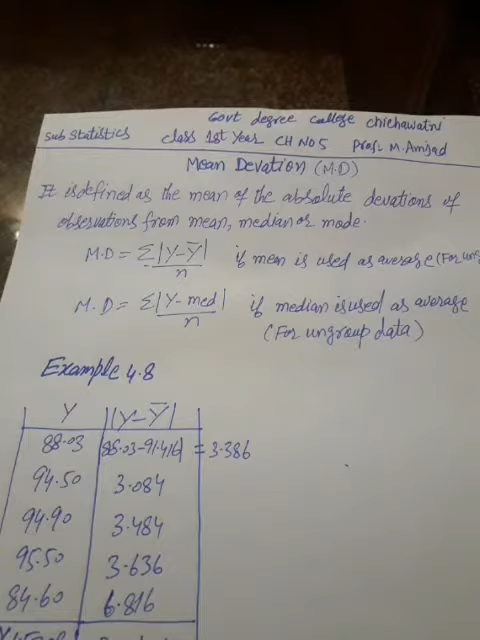 Govt degree college chichawatni
Sub Statistics class 1st Year CH NO 5 Prof: M. Amjad
Mean Devation (M.D)
It is defined as the mean of the absolute devations of
observations from mean, median or mode.
M.D = Σ|Y-Ȳ| / n if mean is used as average (For ung
M.D = Σ|Y-med| / n if median is used as average
(For ungroup data)
Example 4.8
Y |Y-Ȳ|
88.03 |88.03-91.416| = 3.386
94.50 3.084
94.90 3.484
95.50 3.636
84.60 6.816